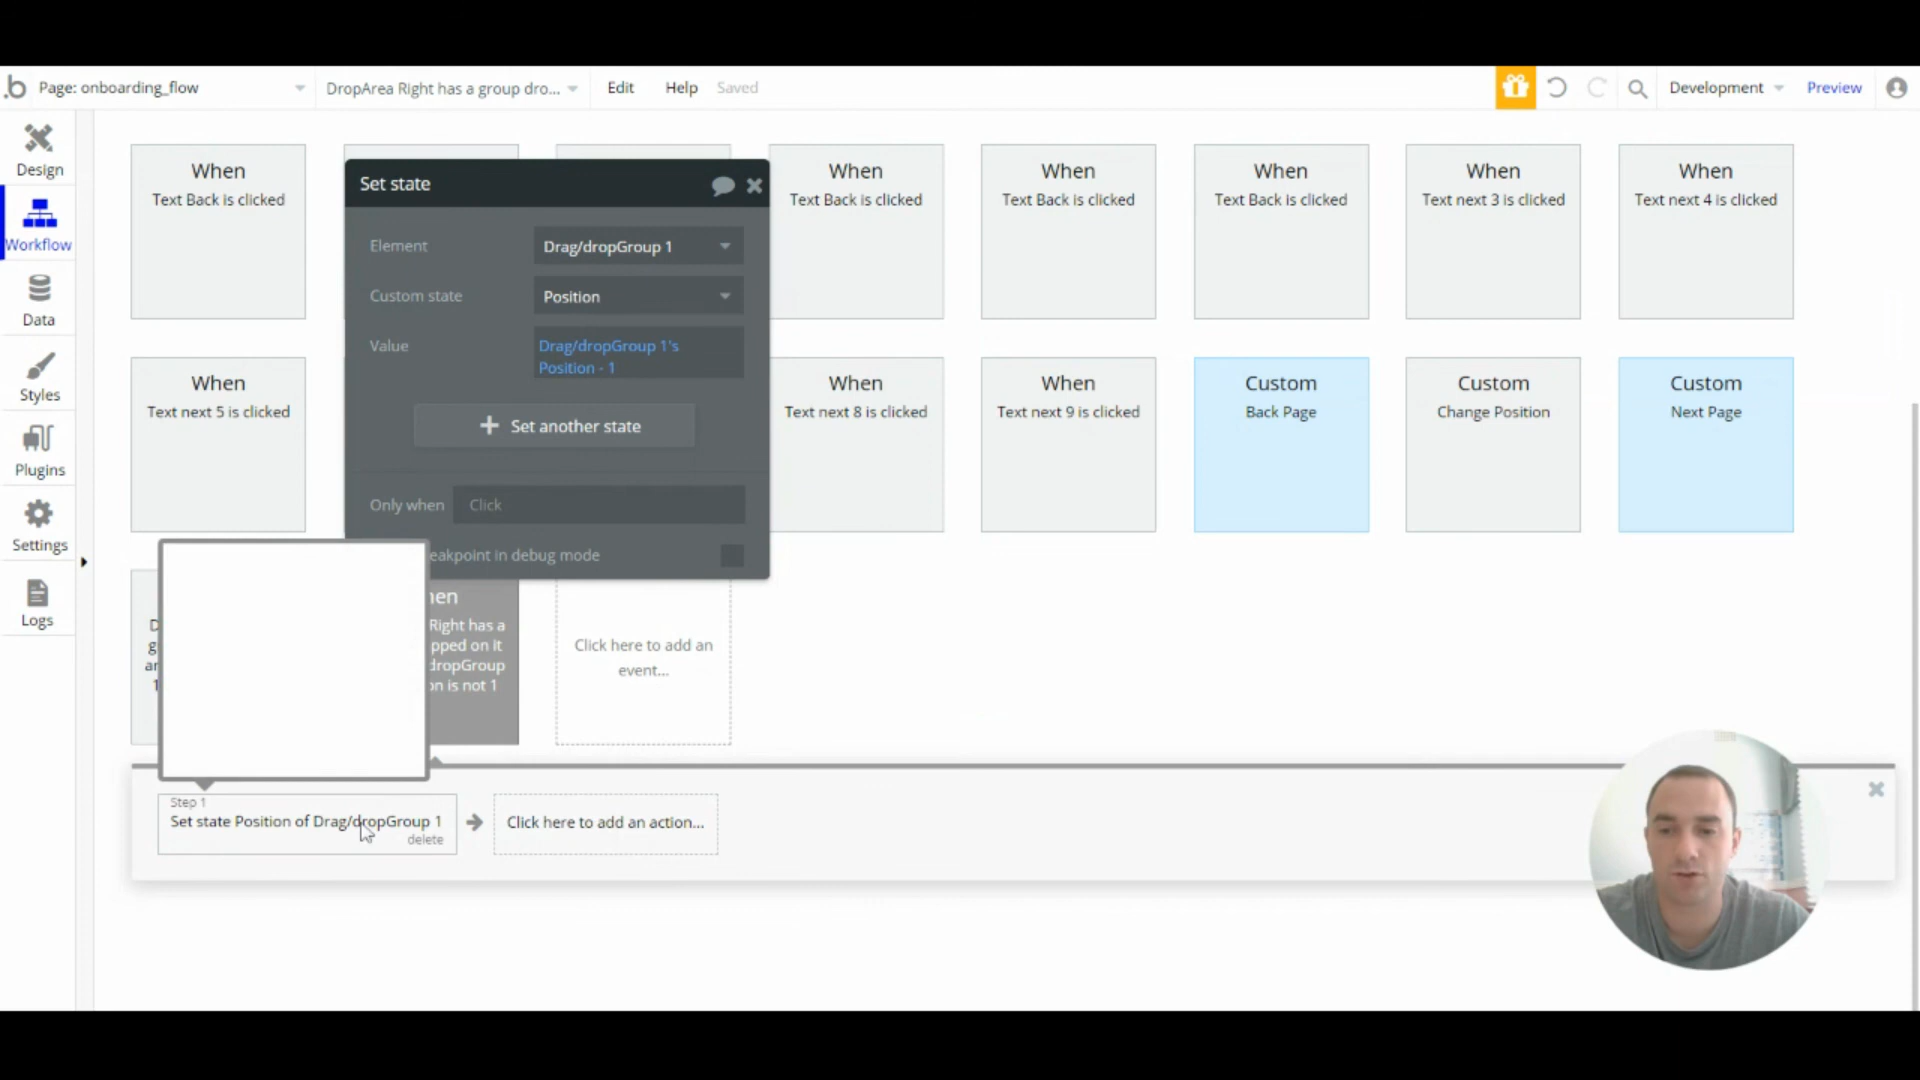 .b
Page: onboarding_flow
DropArea Right has a group dro...
Edit
Help
Saved
Development
Preview
Design
Workflow
Data
Styles
Plugins
Settings
Logs
When
Text Back is clicked
When
Text Back is clicked
When
Text Back is clicked
When
Text Back is clicked
When
Text next 3 is clicked
When
Text next 4 is clicked
Set state
Element
Drag/dropGroup 1
Custom state
Position
Value
Drag/dropGroup 1's
Position - 1
Set another state
Only when
Click
eakpoint in debug mode
When
Text next 5 is clicked
When
Text next 8 is clicked
When
Text next 9 is clicked
Custom
Back Page
Custom
Change Position
Custom
Next Page
D
g
ar
1
en
Right has a
pped on it
dropGroup
on is not 1
Click here to add an
event...
Step 1
Set state Position of Drag/dropGroup 1
delete
Click here to add an action...